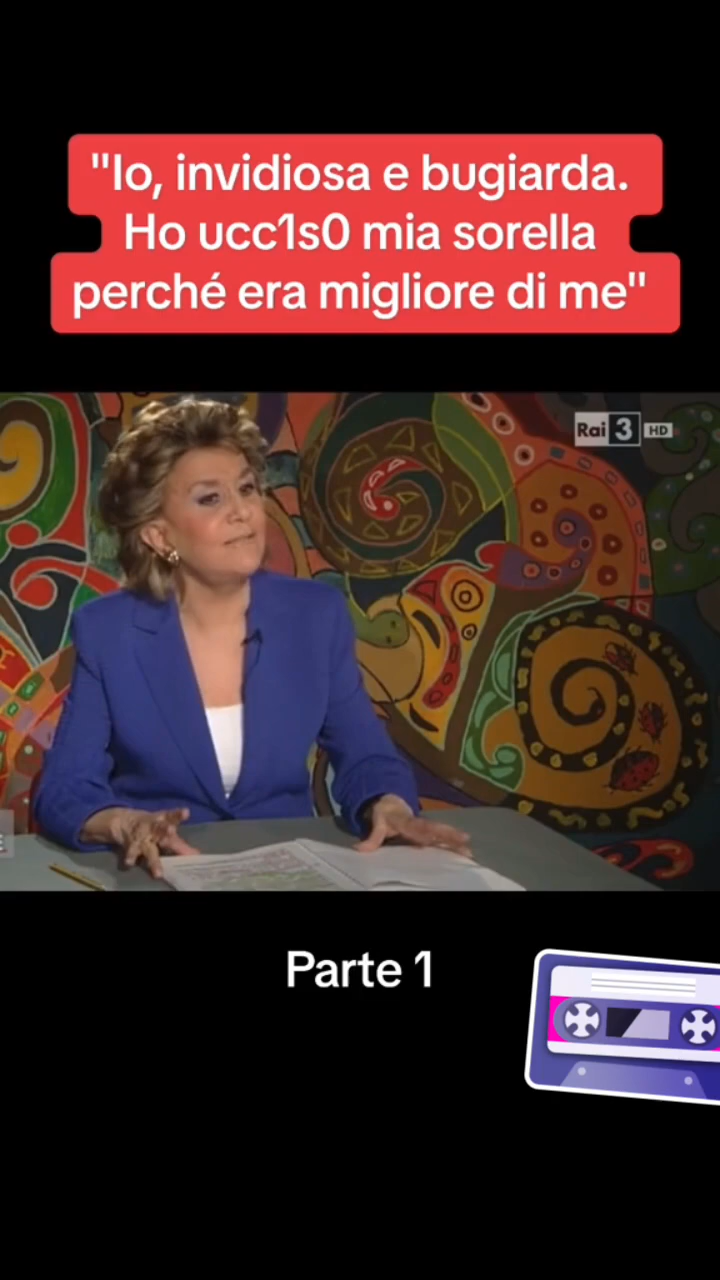 "Io, invidiosa e bugiarda.
Ho ucc1s0 mia sorella
perché era migliore di me"
Rai 3 HD
Parte 1